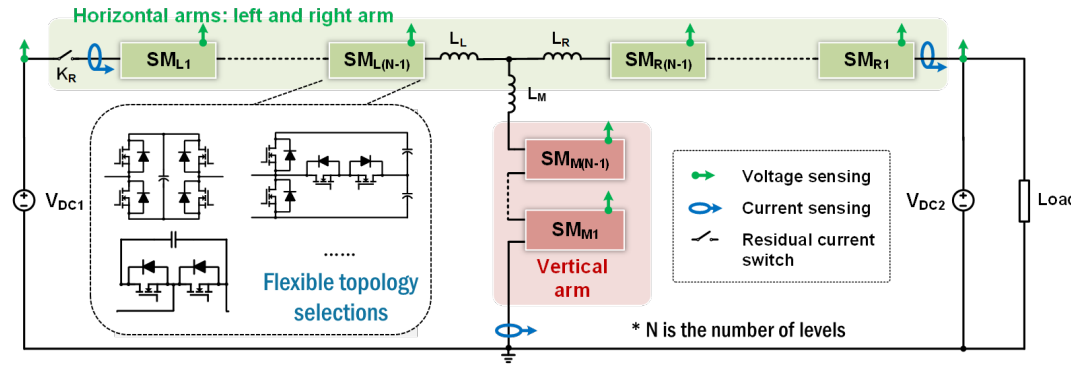 Horizontal arms: left and right arm
K_R
SM_L1
SM_L(N-1)
L_L
L_R
SM_R(N-1)
SM_R1
L_M
SM_M(N-1)
SM_M1
Vertical
arm
V_DC1
......
Flexible topology
selections
Voltage sensing
Current sensing
Residual current
switch
V_DC2
Load
* N is the number of levels